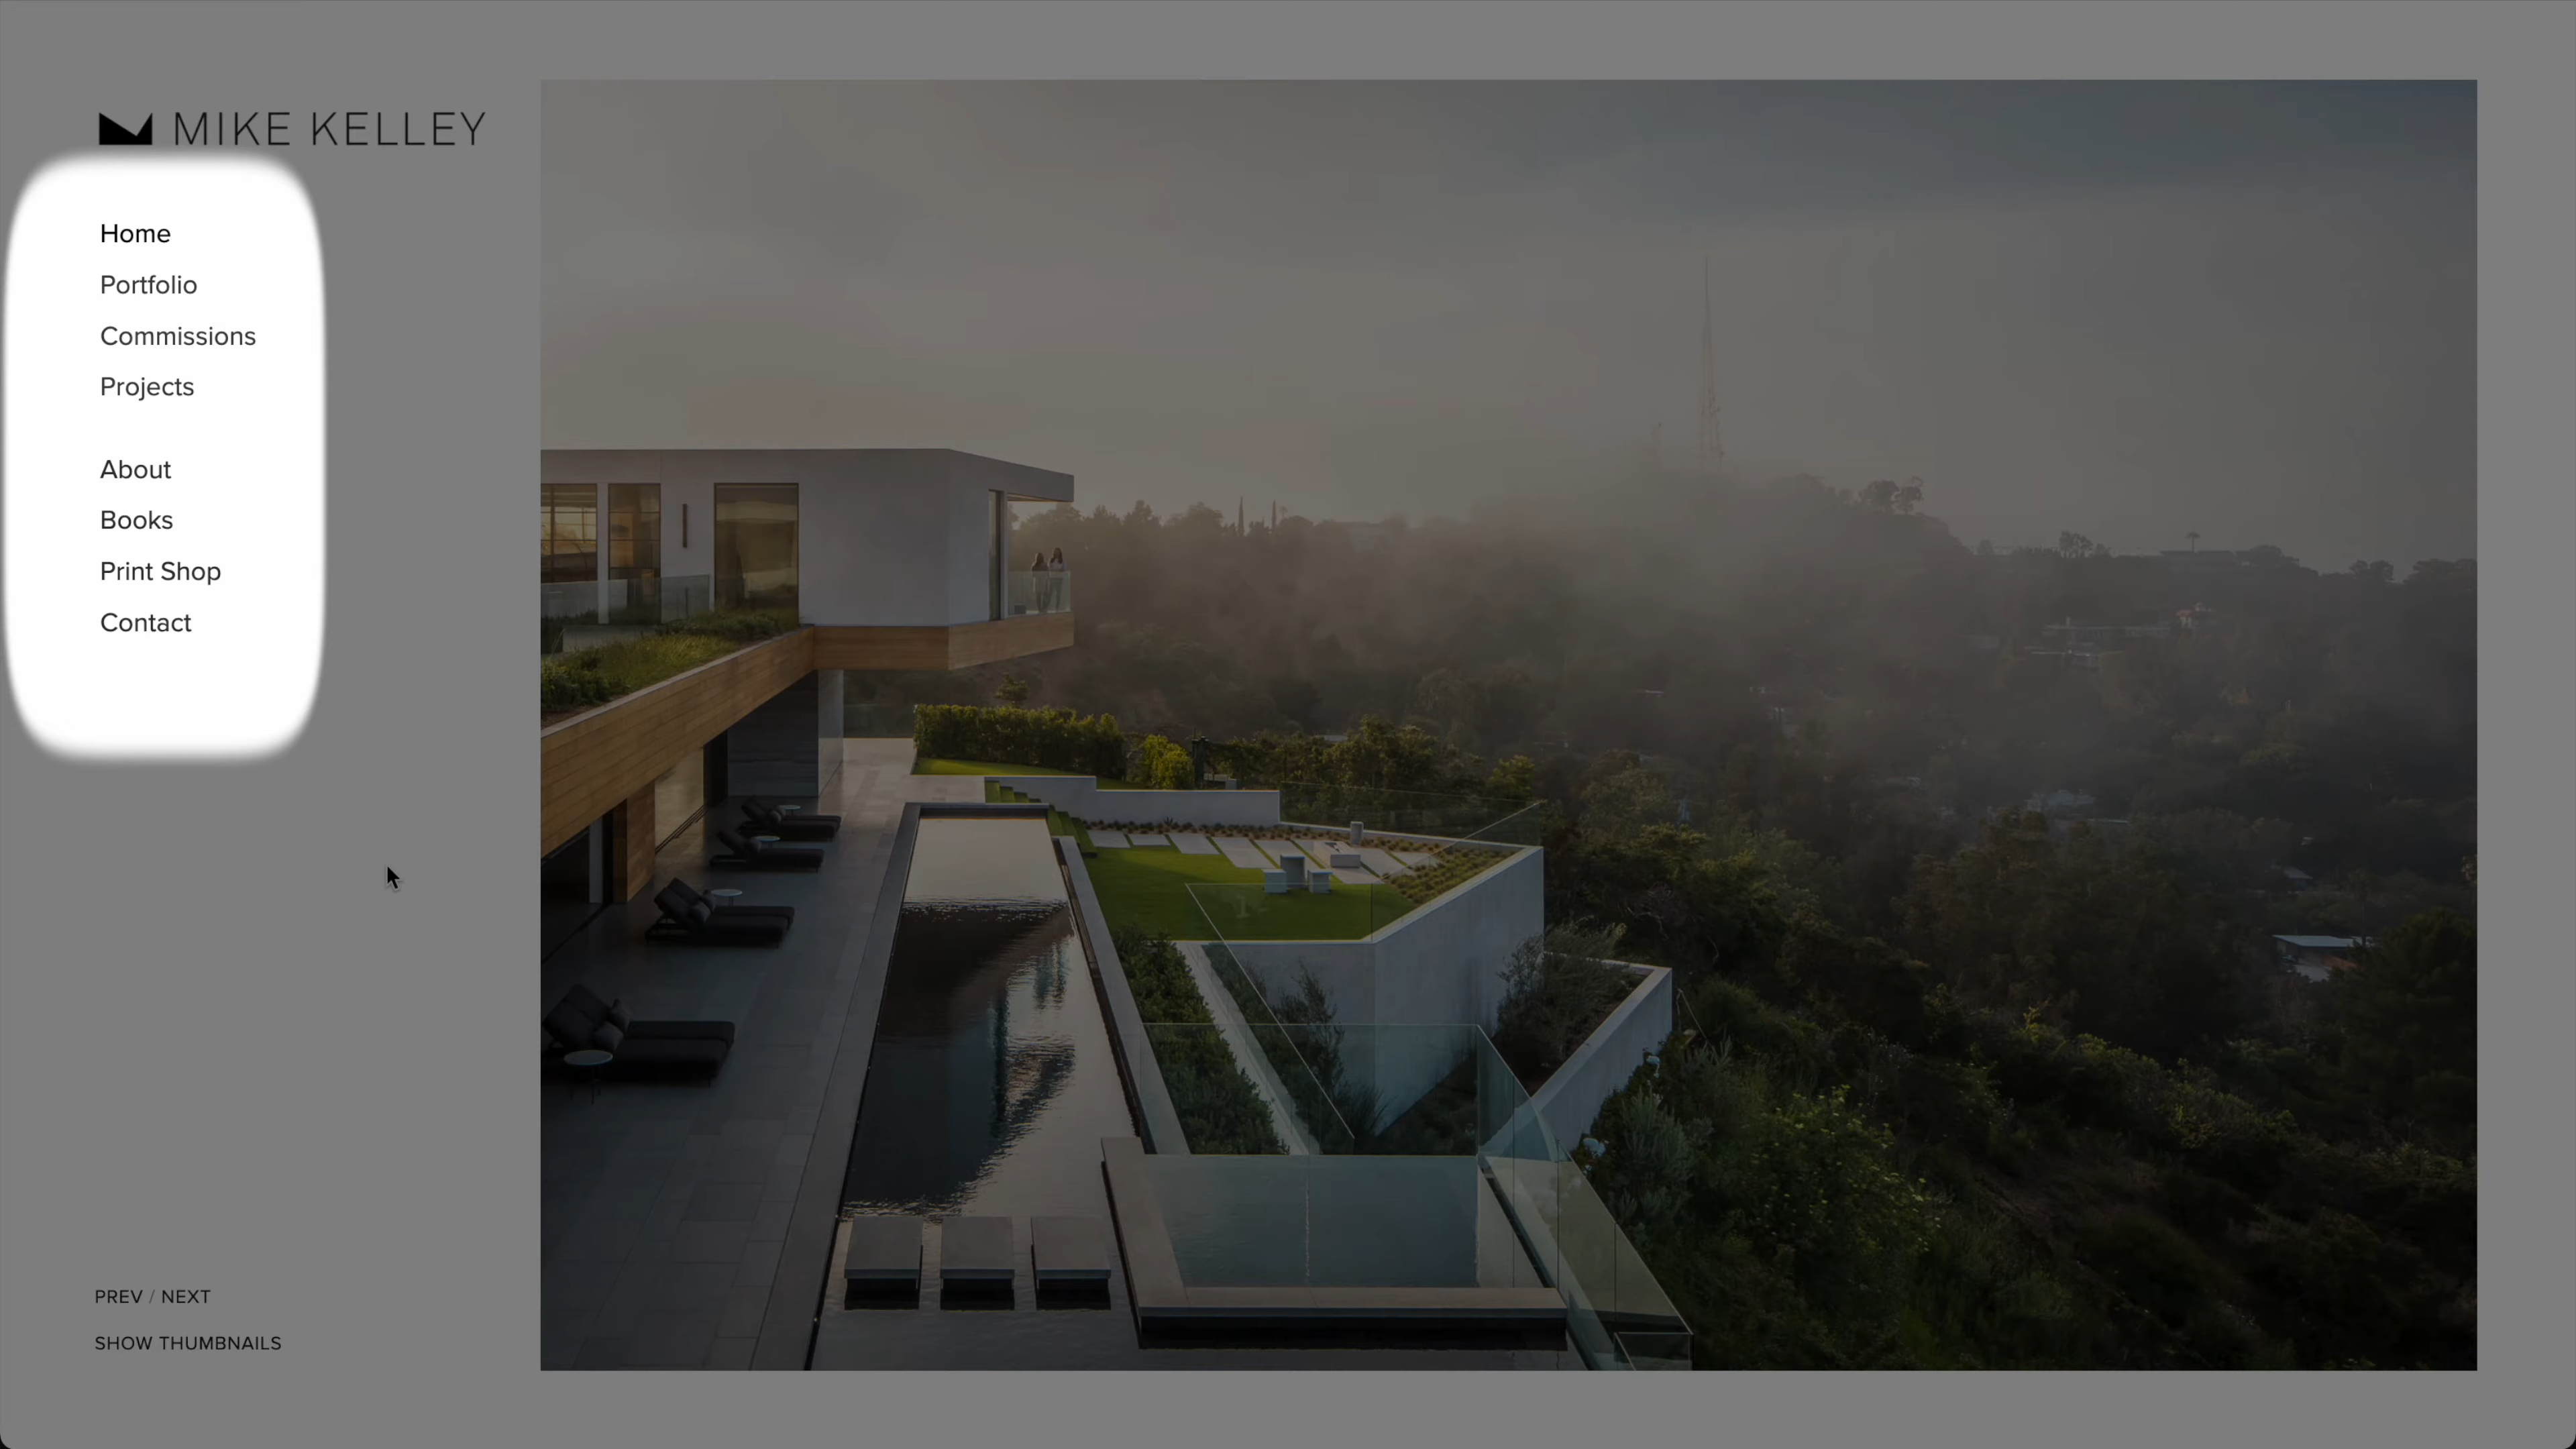 MIKE KELLEY
Home
Portfolio
Commissions
Projects
About
Books
Print Shop
Contact
PREV / NEXT
SHOW THUMBNAILS